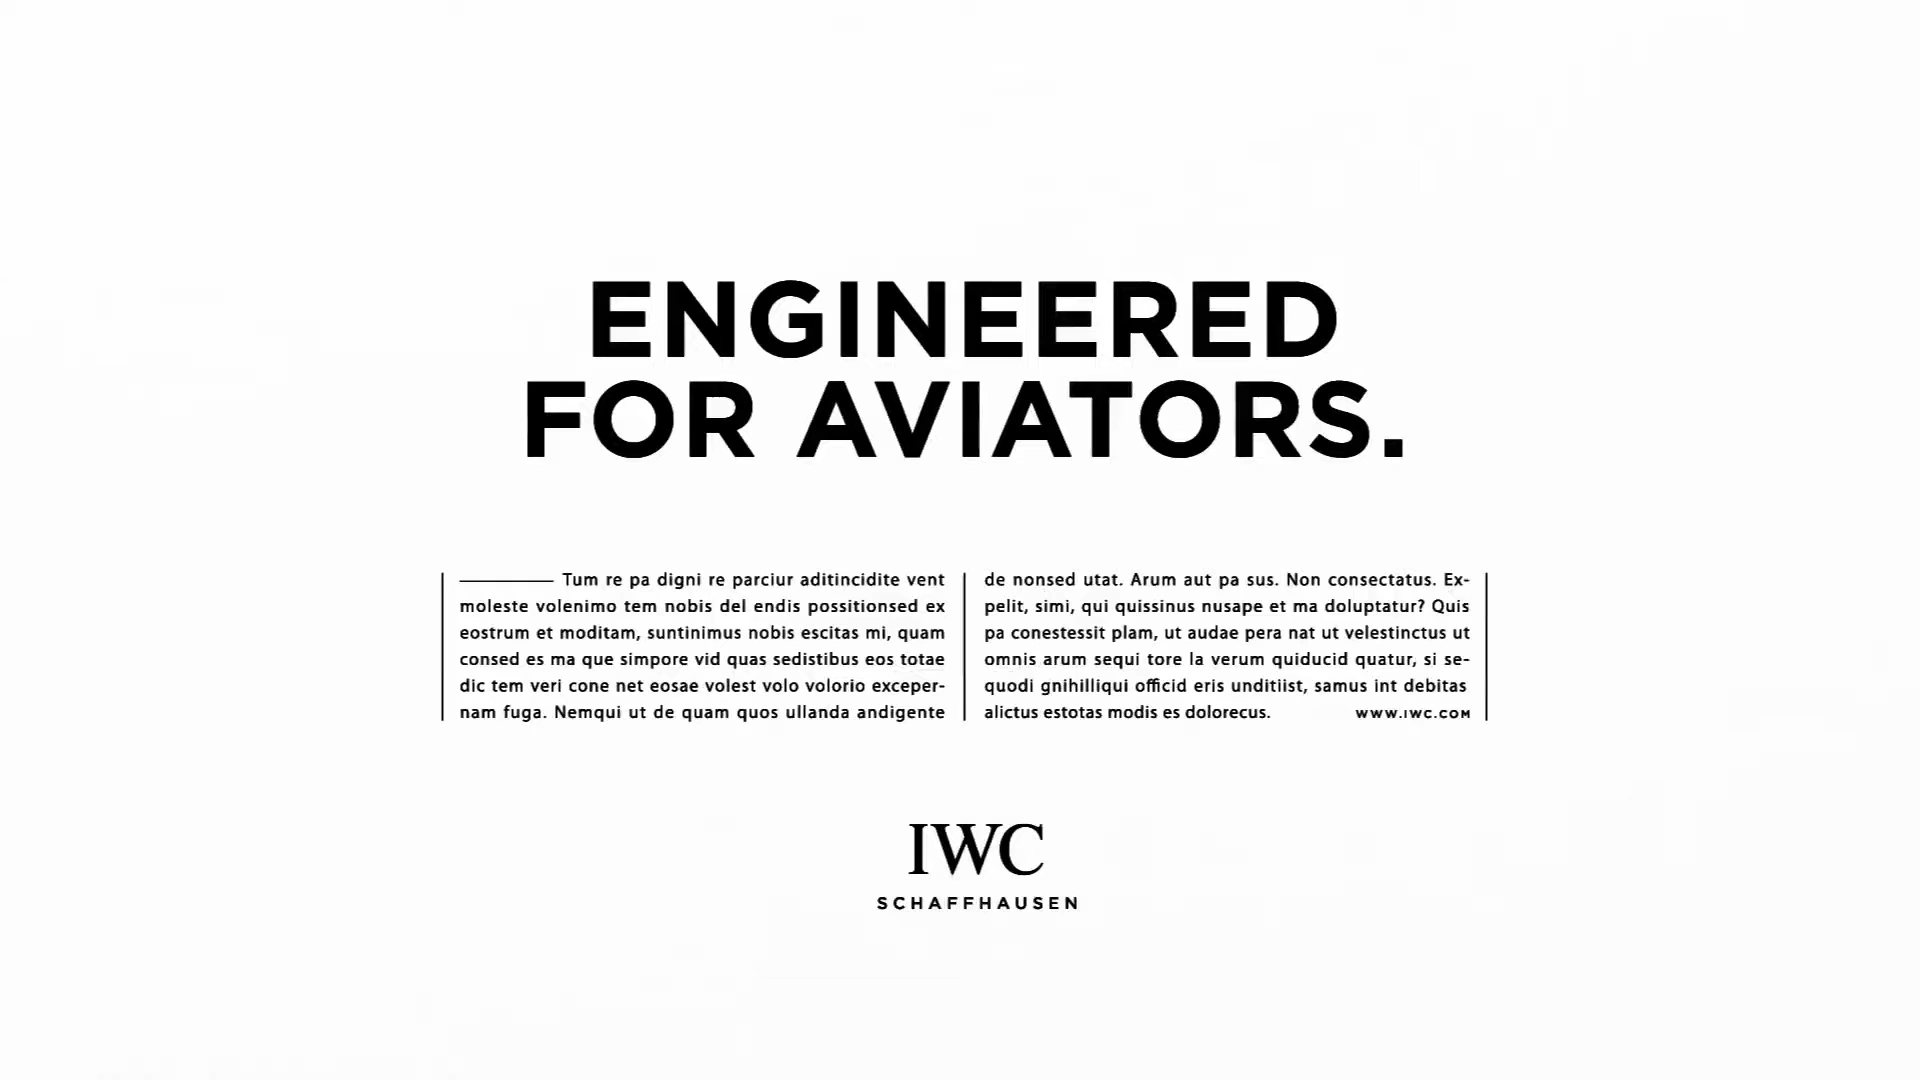 ENGINEERED
FOR AVIATORS.
Tum re pa digni re parciur aditincidite vent
moleste volenimo tem nobis del endis possitionsed ex
eostrum et moditam, suntinimus nobis escitas mi, quam
consed es ma que simpore vid quas sedistibus eos totae
dic tem veri cone net eosae volest volo volorio exceper-
nam fuga. Nemqui ut de quam quos ullanda andigente
de nonsed utat. Arum aut pa sus. Non consectatus. Ex-
pelit, simi, qui quissinus nusape et ma doluptatur? Quis
pa conestessit plam, ut audae pera nat ut velestinctus ut
omnis arum sequi tore la verum quiducid quatur, si se-
quodi gnihilliqui officid eris unditiist, samus int debitas
alictus estotas modis es dolorecus. WWW.IWC.COM
IWC
SCHAFFHAUSEN